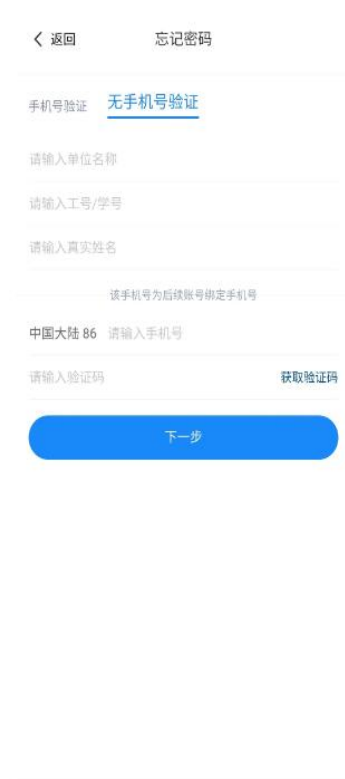 返回 忘记密码
手机号验证 无手机号验证
请输入单位名称
请输入工号/学号
请输入真实姓名
该手机号为后续账号绑定手机号
中国大陆 86 请输入手机号
请输入验证码 获取验证码
下一步